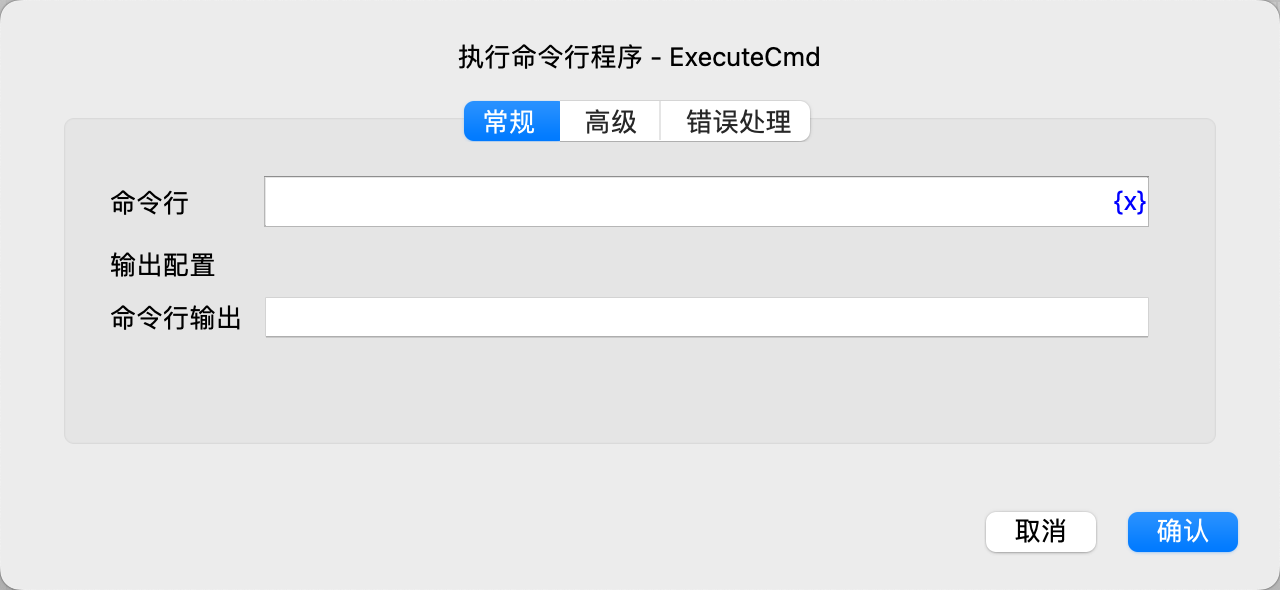 执行命令行程序 - ExecuteCmd
常规 高级 错误处理
命令行 {x}
输出配置
命令行输出
取消 确认